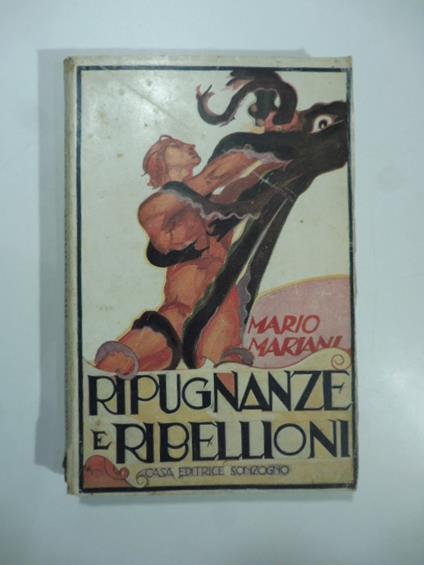 MARIO
MARIANI
RIPUGNANZE
E RIBELLIONI
CASA EDITRICE SONZOGNO